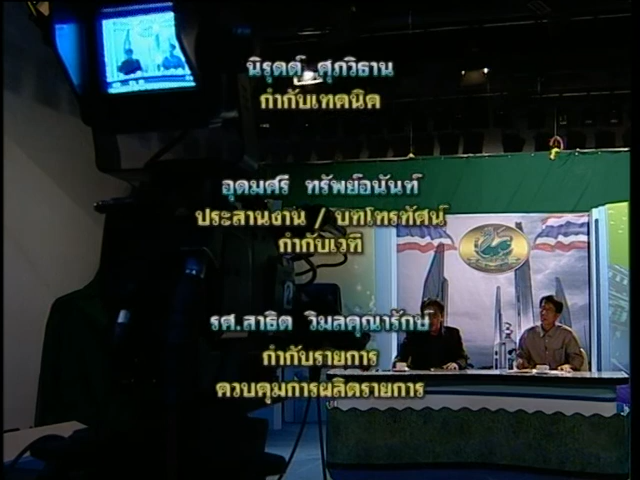 นิรุตต์ ศุภวิธาน
กำกับเทคนิค
อุดมศรี ทรัพย์อนันท์
ประสานงาน / บทโทรทัศน์
กำกับเวที
รศ.สาธิต วิมลคุณารักษ์
กำกับรายการ
ควบคุมการผลิตรายการ